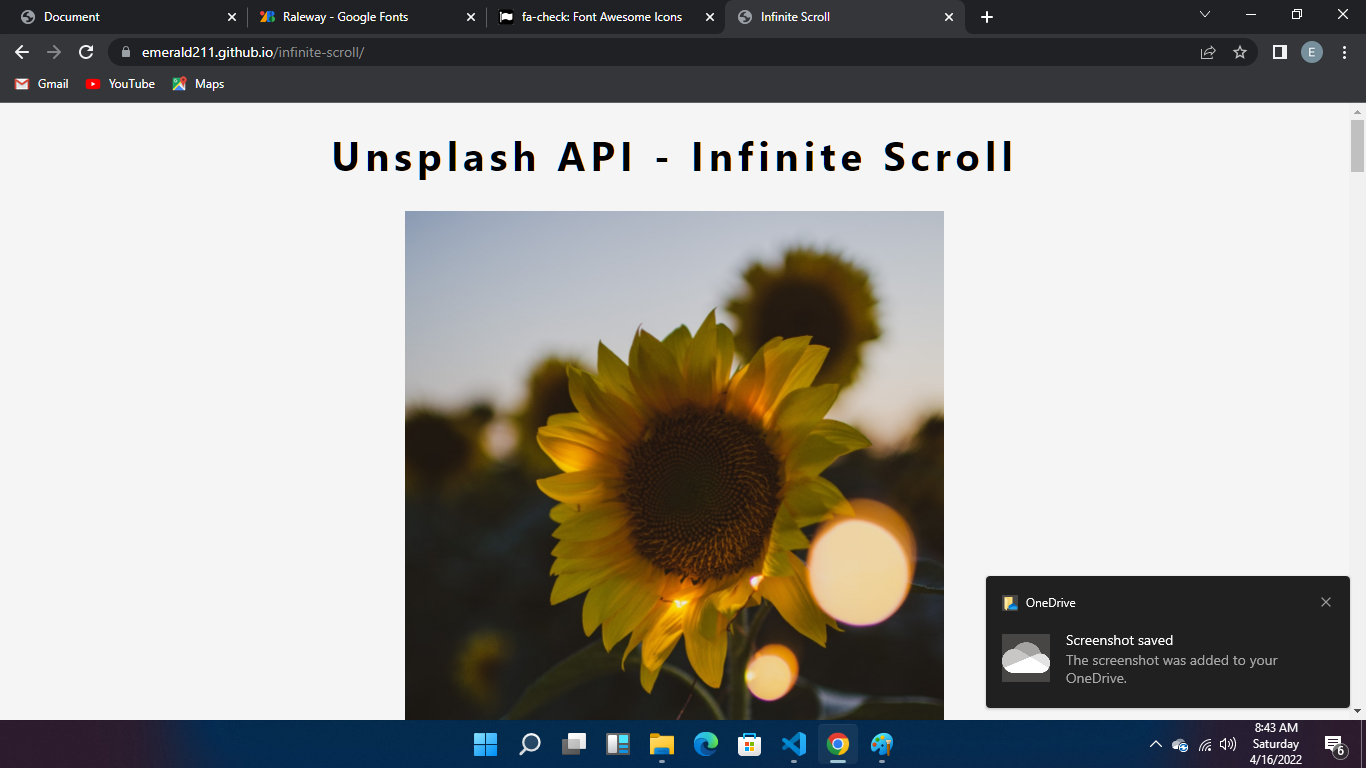 Document
Raleway - Google Fonts
fa-check: Font Awesome Icons
Infinite Scroll
emerald211.github.io/infinite-scroll/
E
Gmail
YouTube
Maps
Unsplash API - Infinite Scroll
OneDrive
Screenshot saved
The screenshot was added to your
OneDrive.
8:43 AM
Saturday
4/16/2022
6